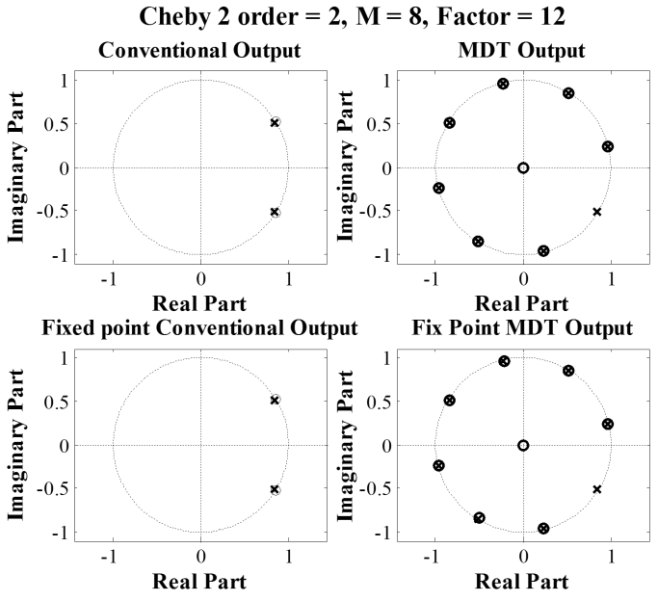 Cheby 2 order = 2, M = 8, Factor = 12
Conventional Output
MDT Output
Imaginary Part
1
0.5
0
-0.5
-1
-1
0
1
Real Part
Imaginary Part
1
0.5
0
-0.5
-1
-1
0
1
Real Part
Fixed point Conventional Output
Fix Point MDT Output
Imaginary Part
1
0.5
0
-0.5
-1
-1
0
1
Real Part
Imaginary Part
1
0.5
0
-0.5
-1
-1
0
1
Real Part